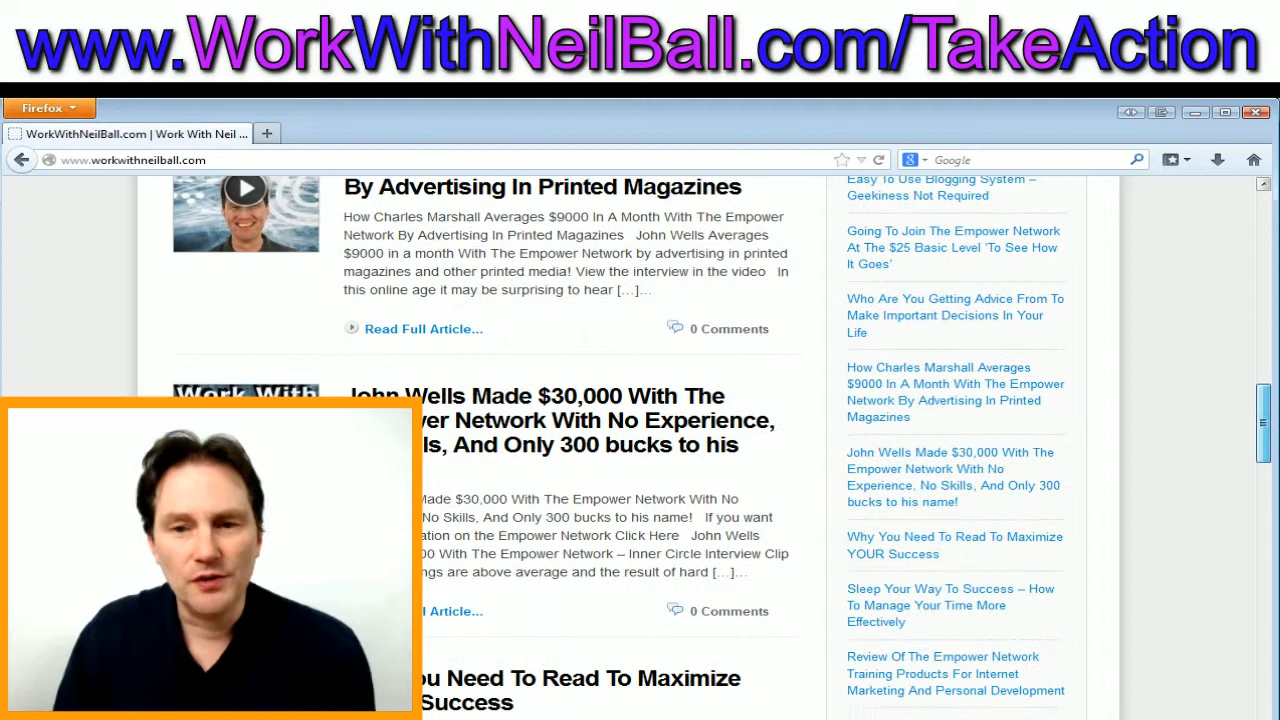 www.WorkWithNeilBall.com/TakeAction
Firefox
WorkWithNeilBall.com | Work With Neil ...
www.workwithneilball.com
Google
By Advertising In Printed Magazines
How Charles Marshall Averages $9000 In A Month With The Empower
Network By Advertising In Printed Magazines John Wells Averages
$9000 in a month With The Empower Network by advertising in printed
magazines and other printed media! View the interview in the video In
this online age it may be surprising to hear […]...
Read Full Article...
0 Comments
Work With
John Wells Made $30,000 With The
er Network With No Experience,
ls, And Only 300 bucks to his
Made $30,000 With The Empower Network With No
No Skills, And Only 300 bucks to his name! If you want
ation on the Empower Network Click Here John Wells
00 With The Empower Network – Inner Circle Interview Clip
ngs are above average and the result of hard […]...
l Article...
0 Comments
ou Need To Read To Maximize
Success
Easy To Use Blogging System –
Geekiness Not Required
Going To Join The Empower Network
At The $25 Basic Level ‘To See How
It Goes’
Who Are You Getting Advice From To
Make Important Decisions In Your
Life
How Charles Marshall Averages
$9000 In A Month With The Empower
Network By Advertising In Printed
Magazines
John Wells Made $30,000 With The
Empower Network With No
Experience, No Skills, And Only 300
bucks to his name!
Why You Need To Read To Maximize
YOUR Success
Sleep Your Way To Success – How
To Manage Your Time More
Effectively
Review Of The Empower Network
Training Products For Internet
Marketing And Personal Development